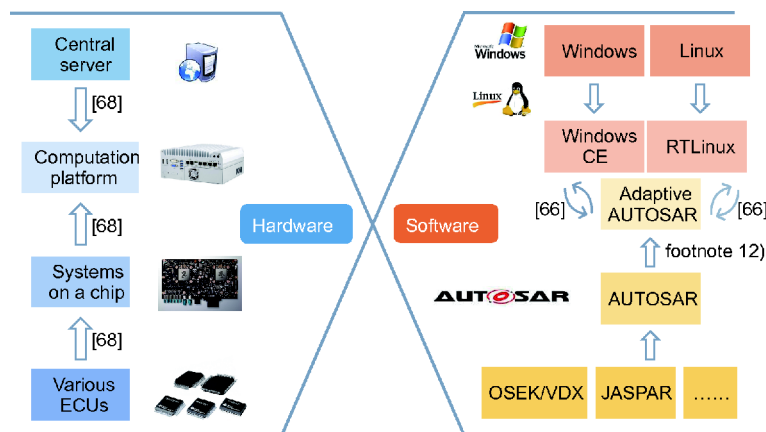 Central
server
[68]
Computation
platform
[68]
Systems
on a chip
[68]
Various
ECUs
Hardware
Software
Microsoft
Windows
Linux
Windows
Linux
Windows
CE
RTLinux
[66]
Adaptive
AUTOSAR
[66]
footnote 12)
AUTOSAR
AUTOSAR
OSEK/VDX
JASPAR
......